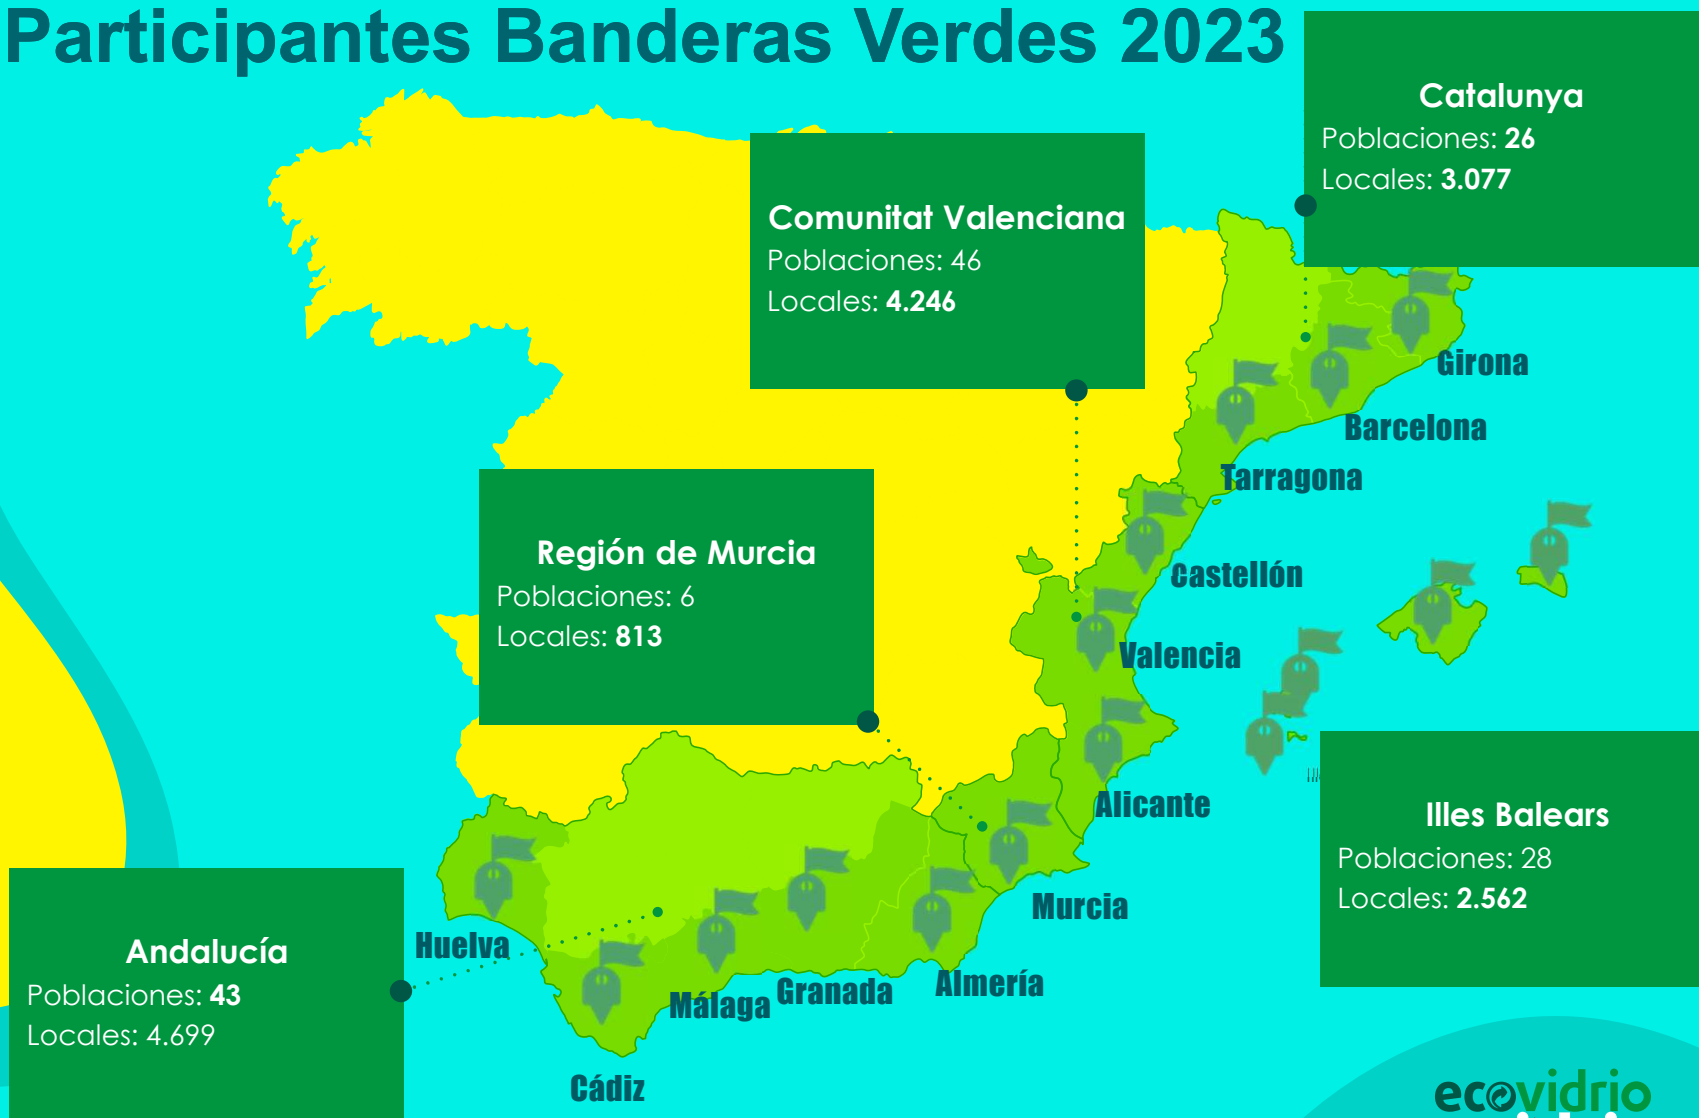 Participantes Banderas Verdes 2023
Catalunya
Poblaciones: 26
Locales: 3.077
Comunitat Valenciana
Poblaciones: 46
Locales: 4.246
Girona
Barcelona
Tarragona
Región de Murcia
Poblaciones: 6
Locales: 813
Castellón
Valencia
Alicante
Illes Balears
Poblaciones: 28
Locales: 2.562
Murcia
Huelva
Andalucía
Poblaciones: 43
Locales: 4.699
Almería
Granada
Málaga
Cádiz
ecovidrio